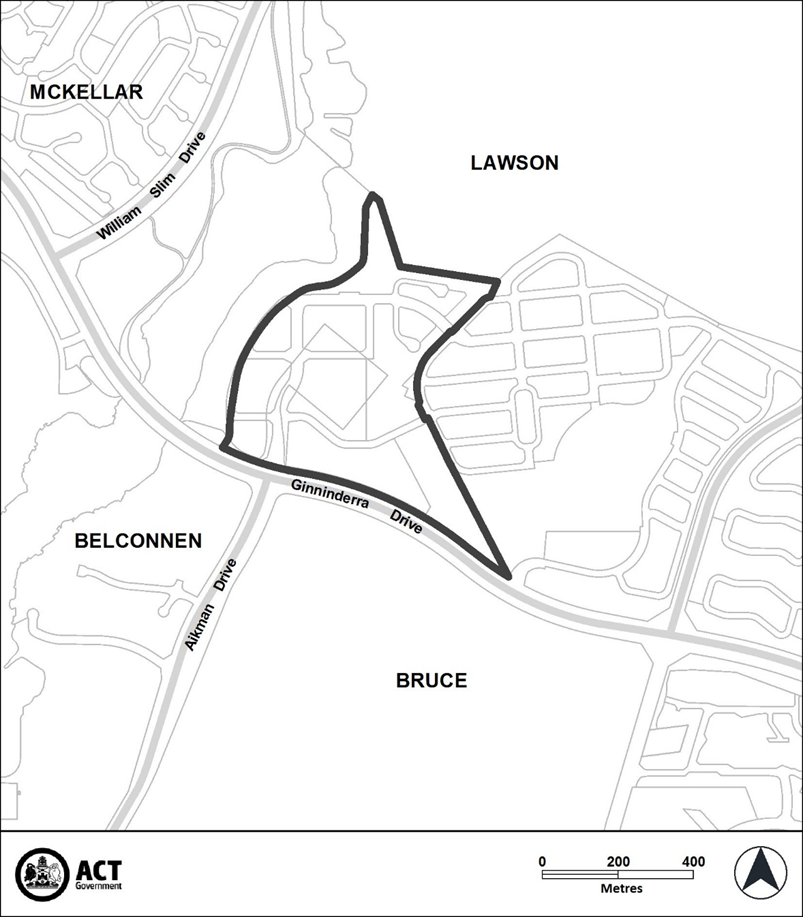 MCKELLAR
William Slim Drive
LAWSON
Ginninderra Drive
BELCONNEN
Aikman Drive
BRUCE
ACT
Government
0 200 400
Metres